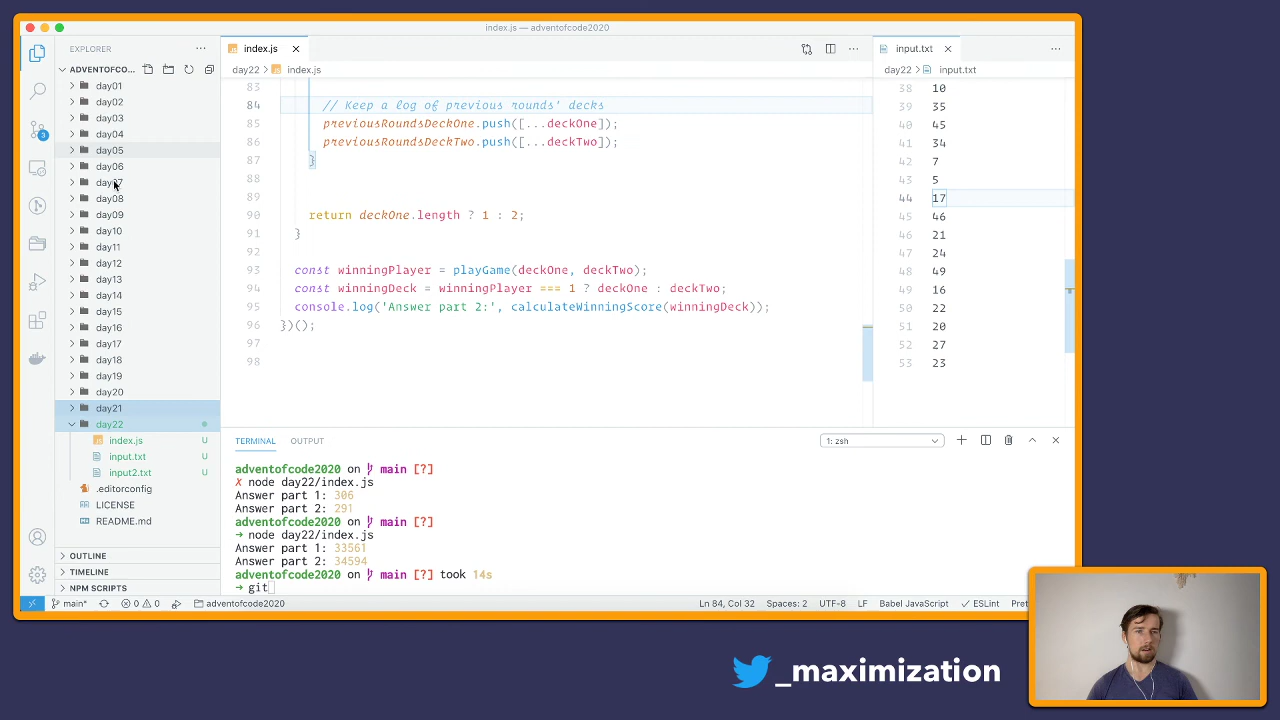 index.js — adventofcode2020
EXPLORER
ADVENTOFCO...
day01
day02
day03
day04
day05
day06
day07
day08
day09
day10
day11
day12
day13
day14
day15
day16
day17
day18
day19
day20
day21
day22
index.js U
input.txt U
input2.txt U
.editorconfig
LICENSE
README.md
OUTLINE
TIMELINE
NPM SCRIPTS
3
index.js
day22 > index.js
83
84 // Keep a log of previous rounds' decks
85 previousRoundsDeckOne.push([...deckOne]);
86 previousRoundsDeckTwo.push([...deckTwo]);
87 }
88
89
90 return deckOne.length ? 1 : 2;
91 }
92
93 const winningPlayer = playGame(deckOne, deckTwo);
94 const winningDeck = winningPlayer === 1 ? deckOne : deckTwo;
95 console.log('Answer part 2:', calculateWinningScore(winningDeck));
96 })();
97
98
input.txt
day22 > input.txt
38 10
39 35
40 45
41 34
42 7
43 5
44 17
45 46
46 21
47 24
48 49
49 16
50 22
51 20
52 27
53 23
TERMINAL OUTPUT 1: zsh
adventofcode2020 on main [?]
X node day22/index.js
Answer part 1: 306
Answer part 2: 291
adventofcode2020 on main [?]
→ node day22/index.js
Answer part 1: 33561
Answer part 2: 34594
adventofcode2020 on main [?] took 14s
→ git
main* 0 0 adventofcode2020 Ln 84, Col 32 Spaces: 2 UTF-8 LF Babel JavaScript ESLint Pret
_maximization